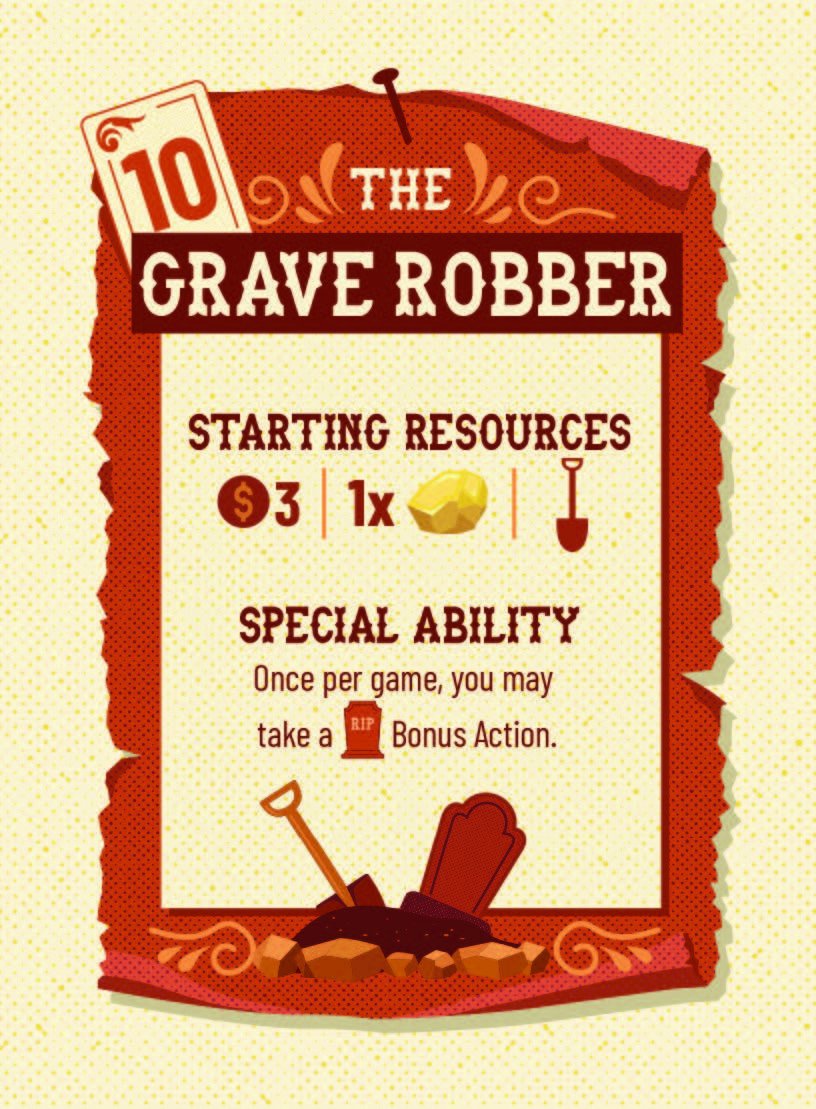 10
THE
GRAVE ROBBER
STARTING RESOURCES
$3 | 1x
SPECIAL ABILITY
Once per game, you may
take a RIP Bonus Action.